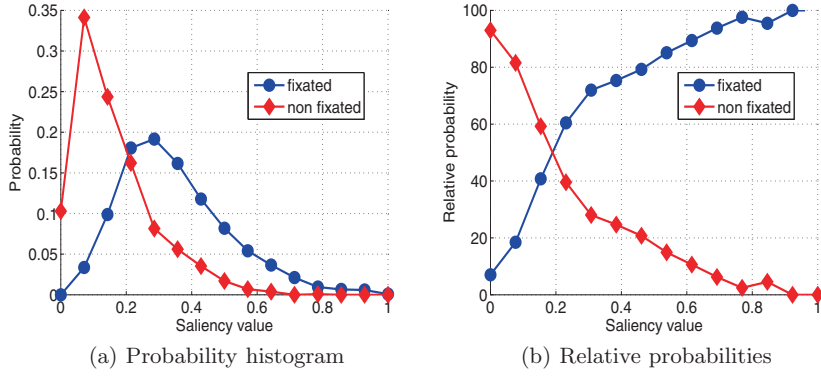 0.35
0.3
0.25
0.2
0.15
0.1
0.05
0
Probability
fixated
non fixated
0 0.2 0.4 0.6 0.8 1
Saliency value
(a) Probability histogram
100
80
60
40
20
0
Relative probability
fixated
non fixated
0 0.2 0.4 0.6 0.8 1
Saliency value
(b) Relative probabilities